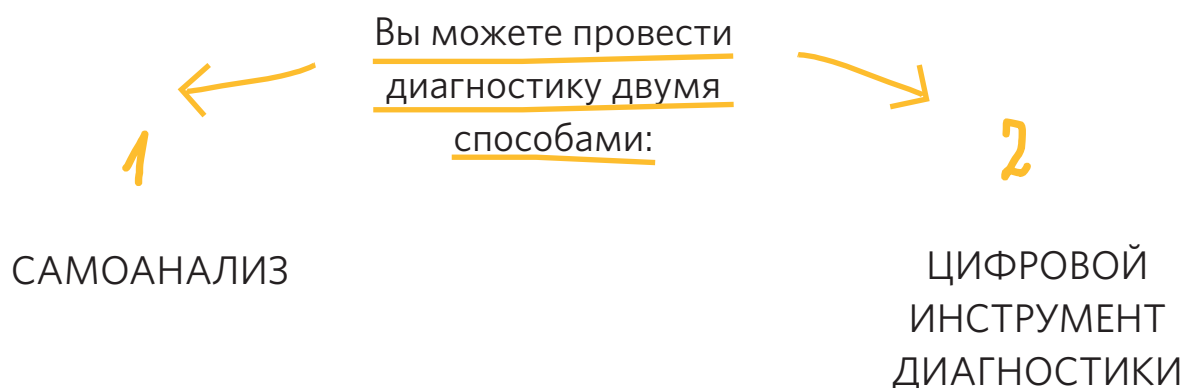 Вы можете провести
диагностику двумя
способами:
1
2
САМОАНАЛИЗ
ЦИФРОВОЙ
ИНСТРУМЕНТ
ДИАГНОСТИКИ